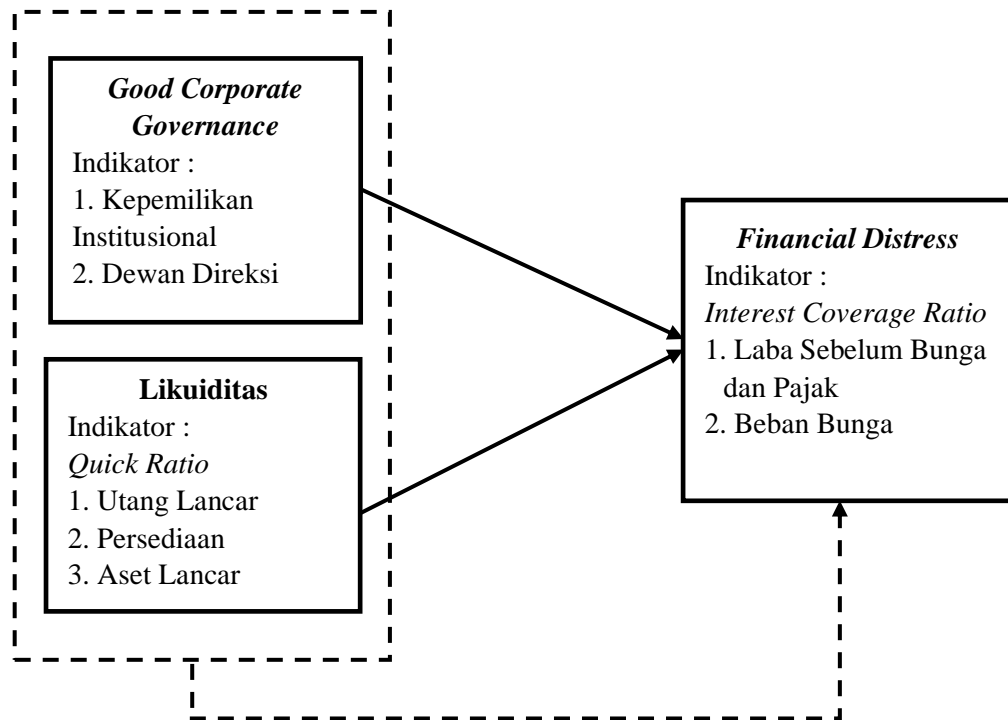 Good Corporate
Governance
Indikator :
1. Kepemilikan
Institusional
2. Dewan Direksi
Likuiditas
Indikator :
Quick Ratio
1. Utang Lancar
2. Persediaan
3. Aset Lancar
Financial Distress
Indikator :
Interest Coverage Ratio
1. Laba Sebelum Bunga
dan Pajak
2. Beban Bunga